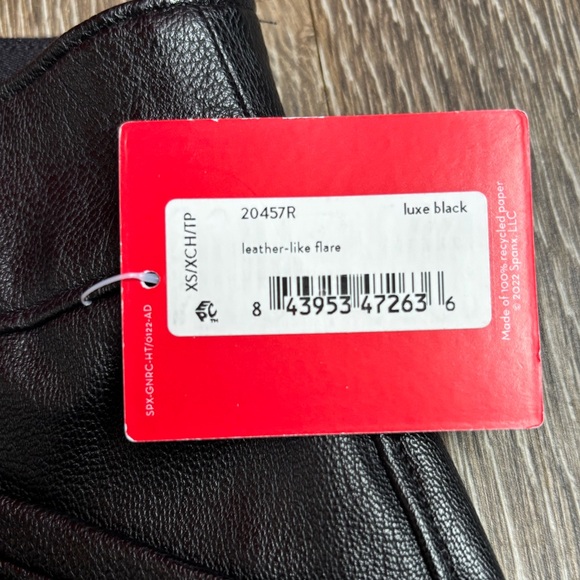 XS/XCH/TP
20457R luxe black
leather-like flare
EPC™
8 43953 47263 6
SPX-GNRC-HT/0122-AD
Made of 100% recycled paper
© 2022 Spanx, LLC